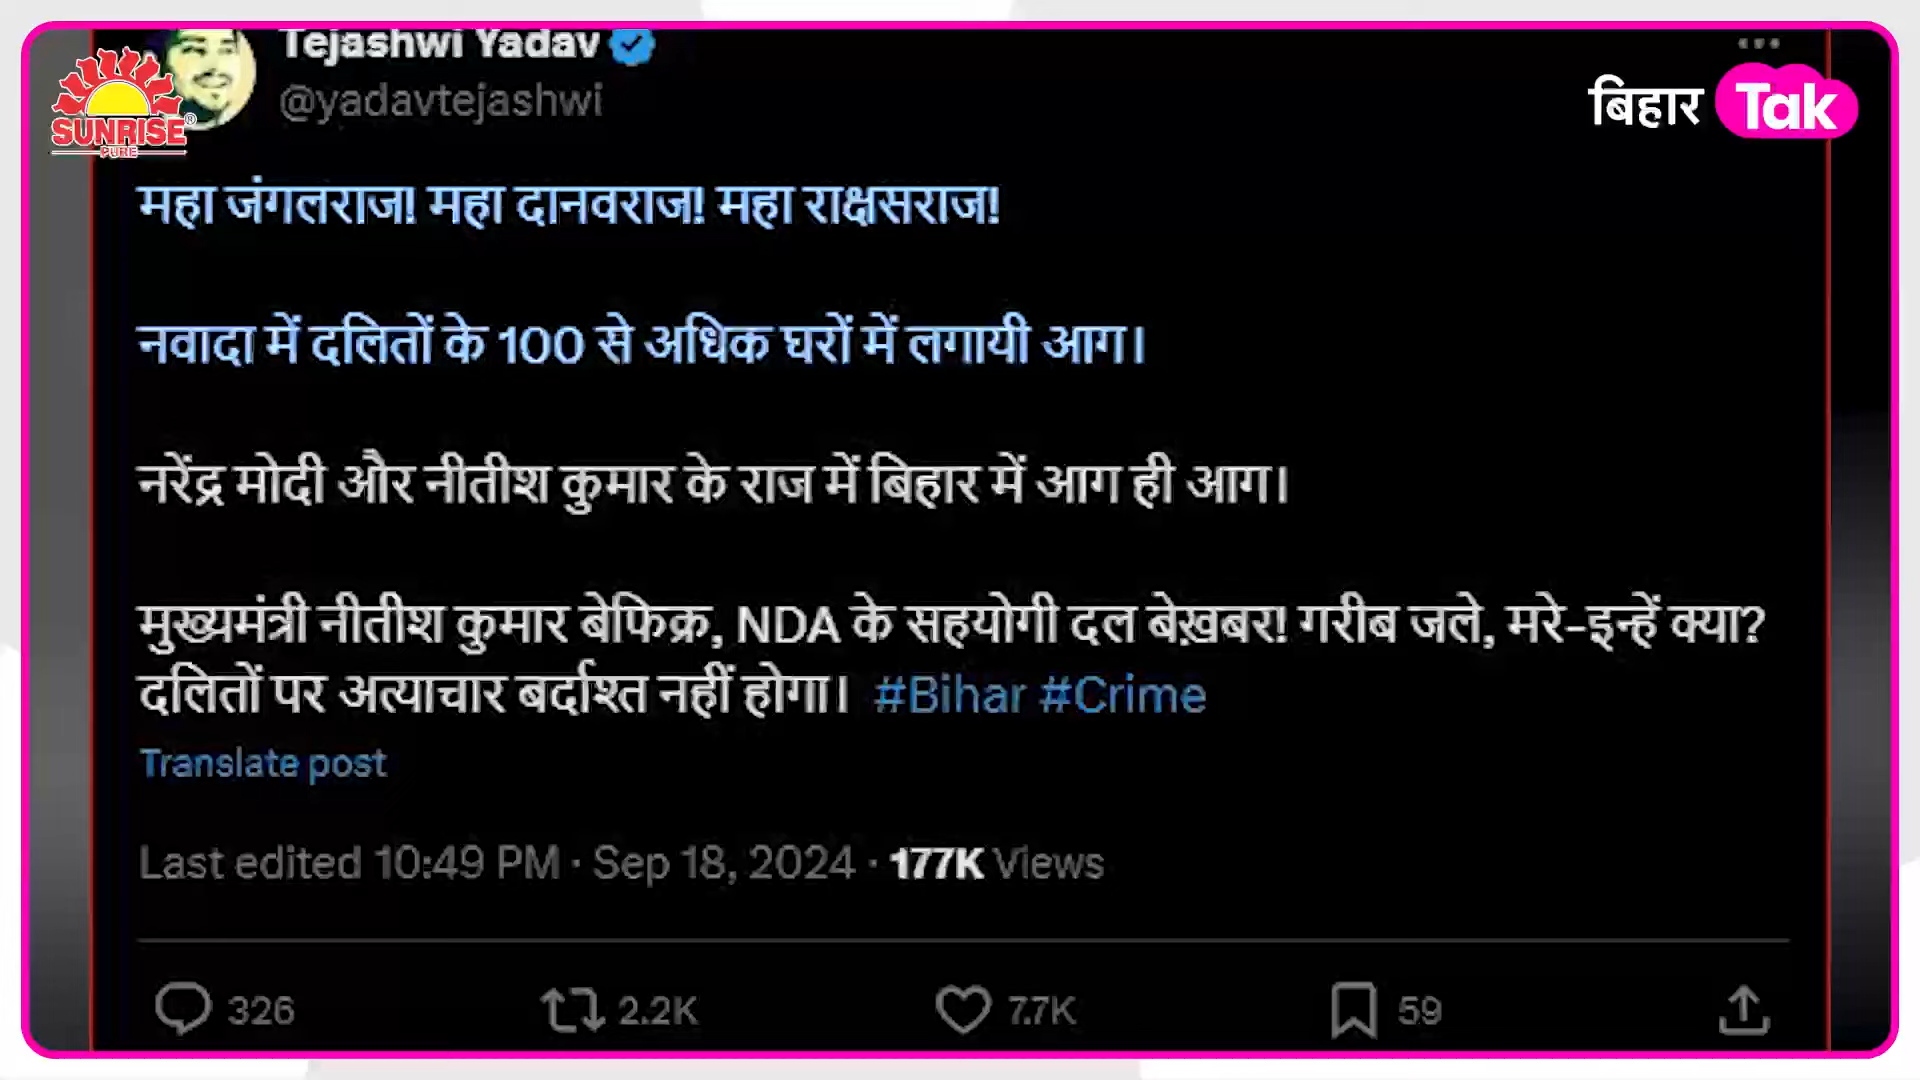 Tejashwi Yadav
@yadavtejashwi
SUNRISE®
PURE
बिहार Tak
महा जंगलराज! महा दानवराज! महा राक्षसराज!
नवादा में दलितों के 100 से अधिक घरों में लगायी आग।
नरेंद्र मोदी और नीतीश कुमार के राज में बिहार में आग ही आग।
मुख्यमंत्री नीतीश कुमार बेफिक्र, NDA के सहयोगी दल बेख़बर! गरीब जले, मरे-इन्हें क्या?
दलितों पर अत्याचार बर्दाश्त नहीं होगा। #Bihar #Crime
Translate post
Last edited 10:49 PM · Sep 18, 2024 · 177K Views
326 2.2K 7.7K 59